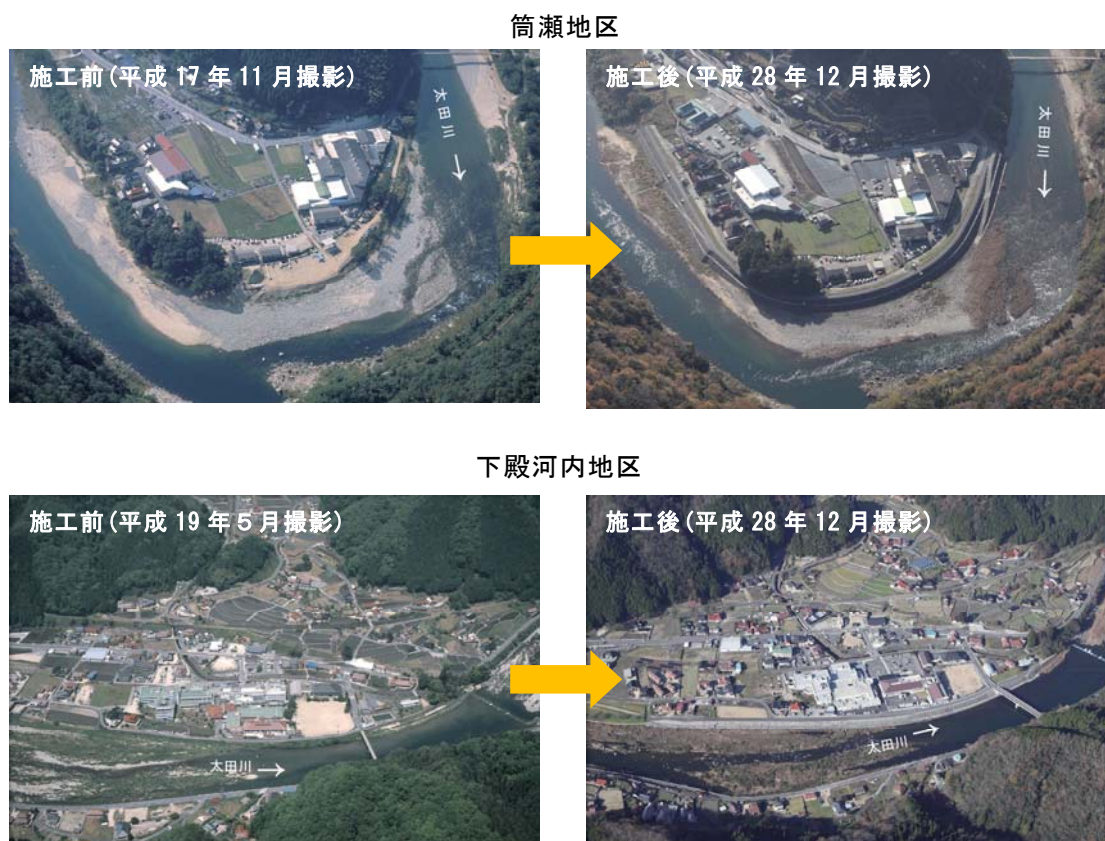 筒瀬地区
施工前(平成 17 年 11 月撮影)
太田川
→
施工後(平成 28 年 12 月撮影)
太田川
→
下殿河内地区
施工前(平成 19 年５月撮影)
太田川 →
施工後(平成 28 年 12 月撮影)
太田川 →